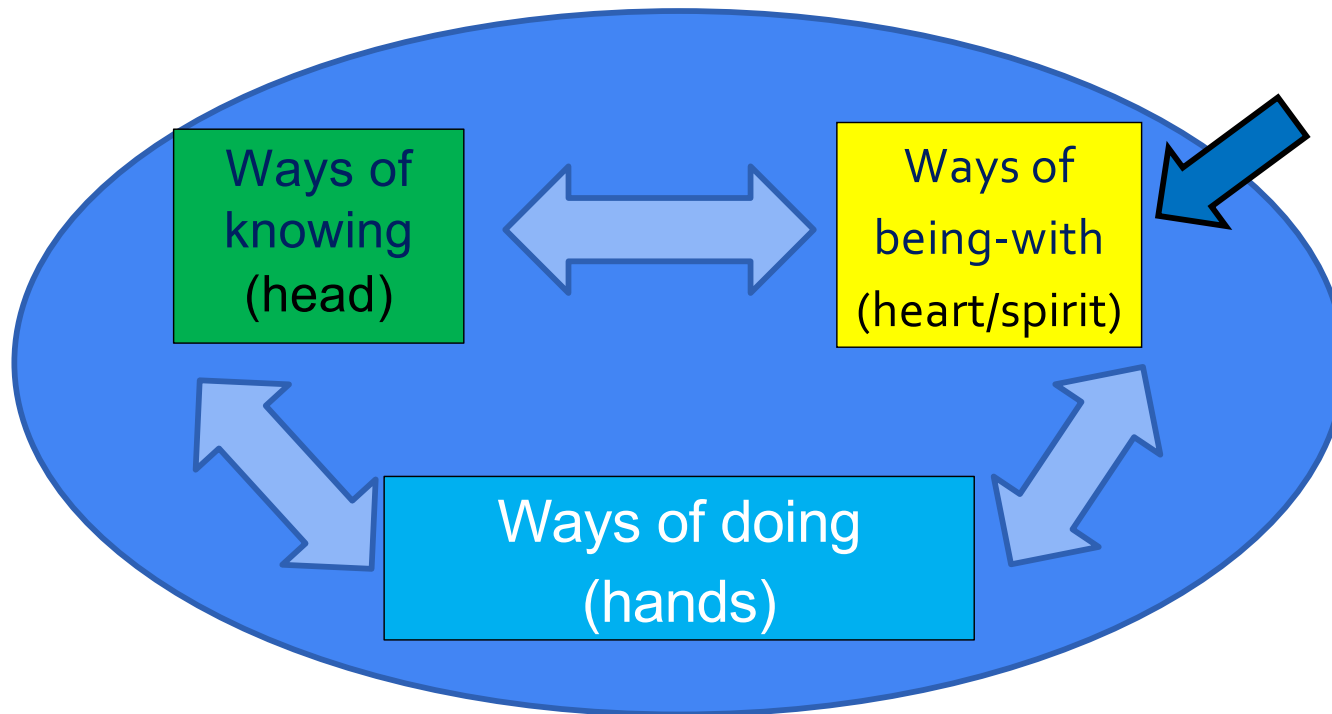 Ways of
knowing
(head)
Ways of
being-with
(heart/spirit)
Ways of doing
(hands)